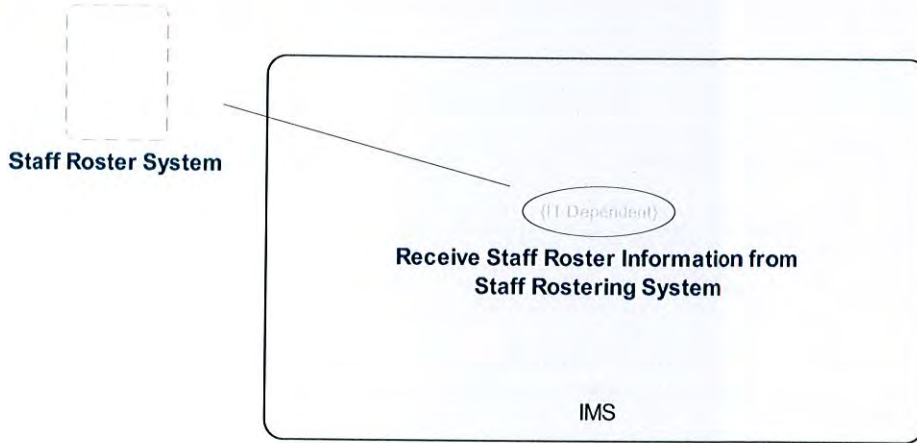 Staff Roster System
(IT Dependent)
Receive Staff Roster Information from
Staff Rostering System
IMS